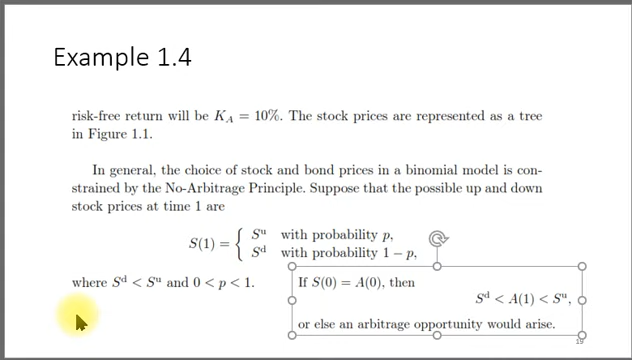 Example 1.4
risk-free return will be K_A = 10%. The stock prices are represented as a tree
in Figure 1.1.
In general, the choice of stock and bond prices in a binomial model is con-
strained by the No-Arbitrage Principle. Suppose that the possible up and down
stock prices at time 1 are
S(1) = { S^u with probability p,
S^d with probability 1 − p,
where S^d < S^u and 0 < p < 1.
If S(0) = A(0), then
S^d < A(1) < S^u,
or else an arbitrage opportunity would arise.
19